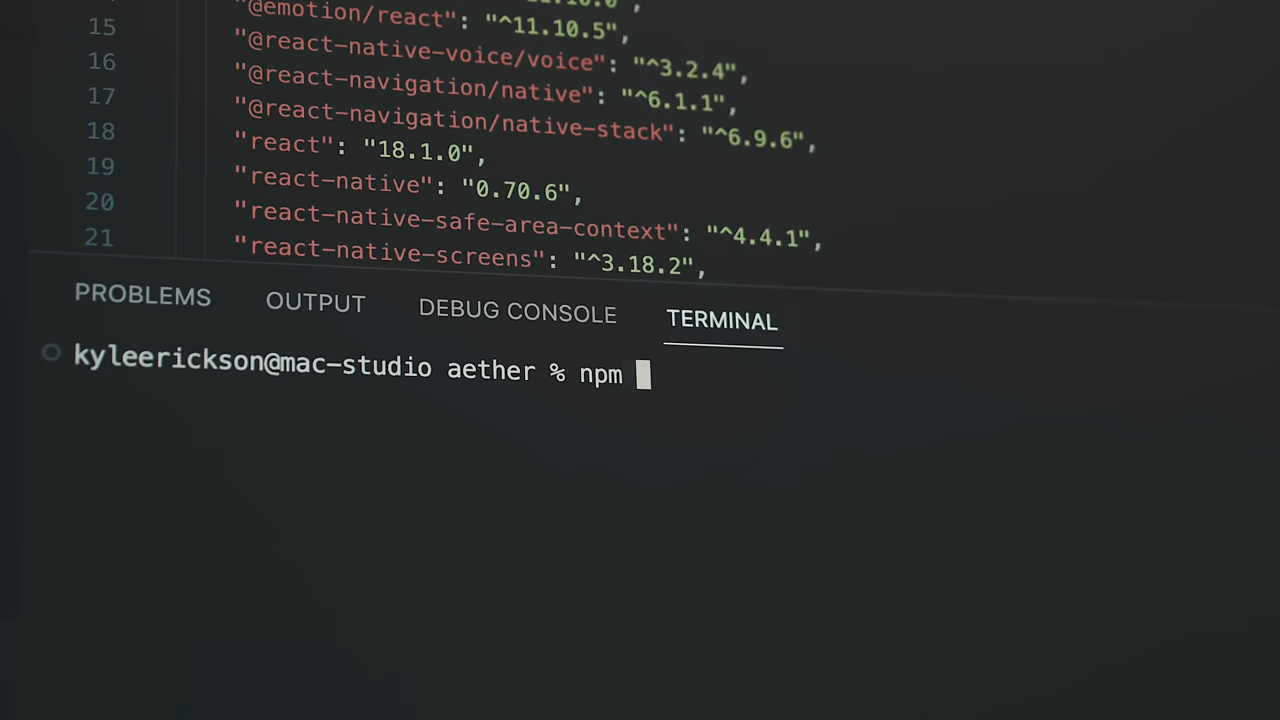 "@emotion/react": "^11.10.5",
15
"@react-native-voice/voice": "^3.2.4",
16
"@react-navigation/native": "^6.1.1",
17
"@react-navigation/native-stack": "^6.9.6",
18
"react": "18.1.0",
19
"react-native": "0.70.6",
20
"react-native-safe-area-context": "^4.4.1",
21
"react-native-screens": "^3.18.2",
PROBLEMS OUTPUT DEBUG CONSOLE TERMINAL
kyleerickson@mac-studio aether % npm